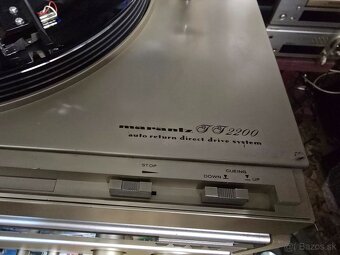 marantz TT2200
auto return direct drive system
STOP
CUEING
DOWN UP
© Bazos.sk